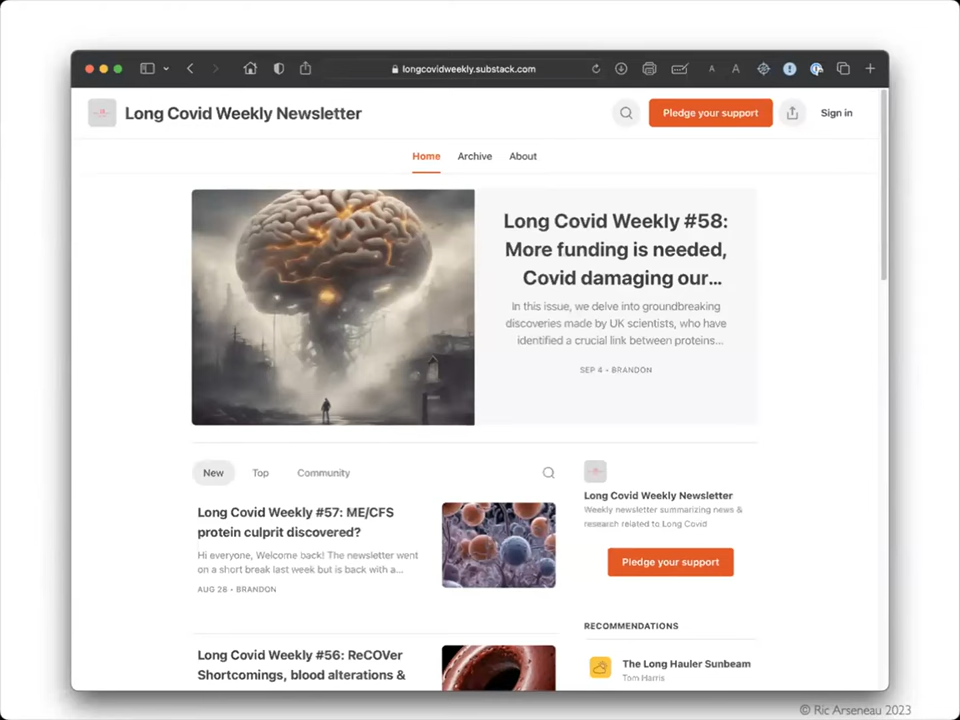 longcovidweekly.substack.com
A A
Long Covid Weekly Newsletter
Pledge your support
Sign in
Home Archive About
Long Covid Weekly #58:
More funding is needed,
Covid damaging our...
In this issue, we delve into groundbreaking
discoveries made by UK scientists, who have
identified a crucial link between proteins...
SEP 4 • BRANDON
New Top Community
Long Covid Weekly #57: ME/CFS
protein culprit discovered?
Hi everyone, Welcome back! The newsletter went
on a short break last week but is back with a...
AUG 28 • BRANDON
Long Covid Weekly #56: ReCOVer
Shortcomings, blood alterations &
Long Covid Weekly Newsletter
Weekly newsletter summarizing news &
research related to Long Covid
Pledge your support
RECOMMENDATIONS
The Long Hauler Sunbeam
Tom Harris
© Ric Arseneau 2023